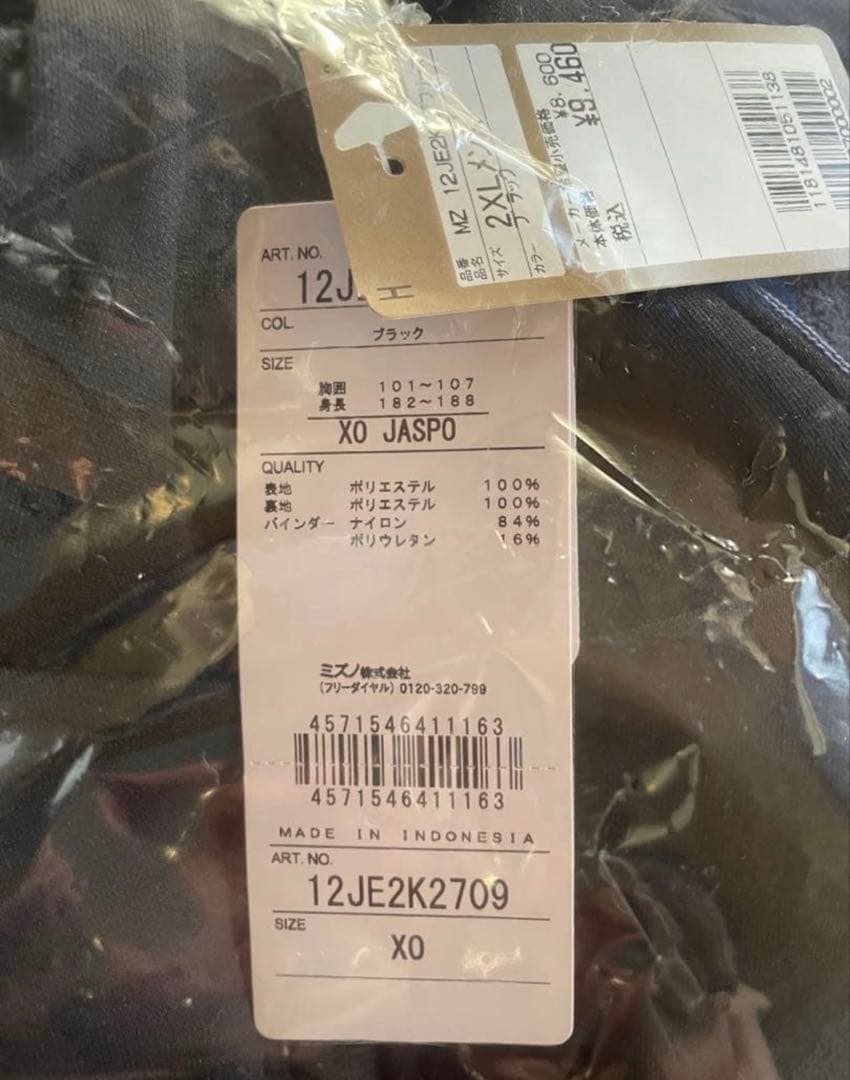 品番 MZ 12JE2K
品名
サイズ 2XL
カラー ブラック
メーカー
小売価格
本体価格 ¥8,600
税込 ¥9,460
1181481051138
ART. NO.
12J
H
COL
ブラック
SIZE
胸囲 101~107
身長 182~188
XO JASPO
QUALITY
表地 ポリエステル 100%
裏地 ポリエステル 100%
バインダー ナイロン 84%
ポリウレタン 16%
ミズノ株式会社
(フリーダイヤル) 0120-320-799
4571546411163
4571546411163
MADE IN INDONESIA
ART. NO.
12JE2K2709
SIZE
XO